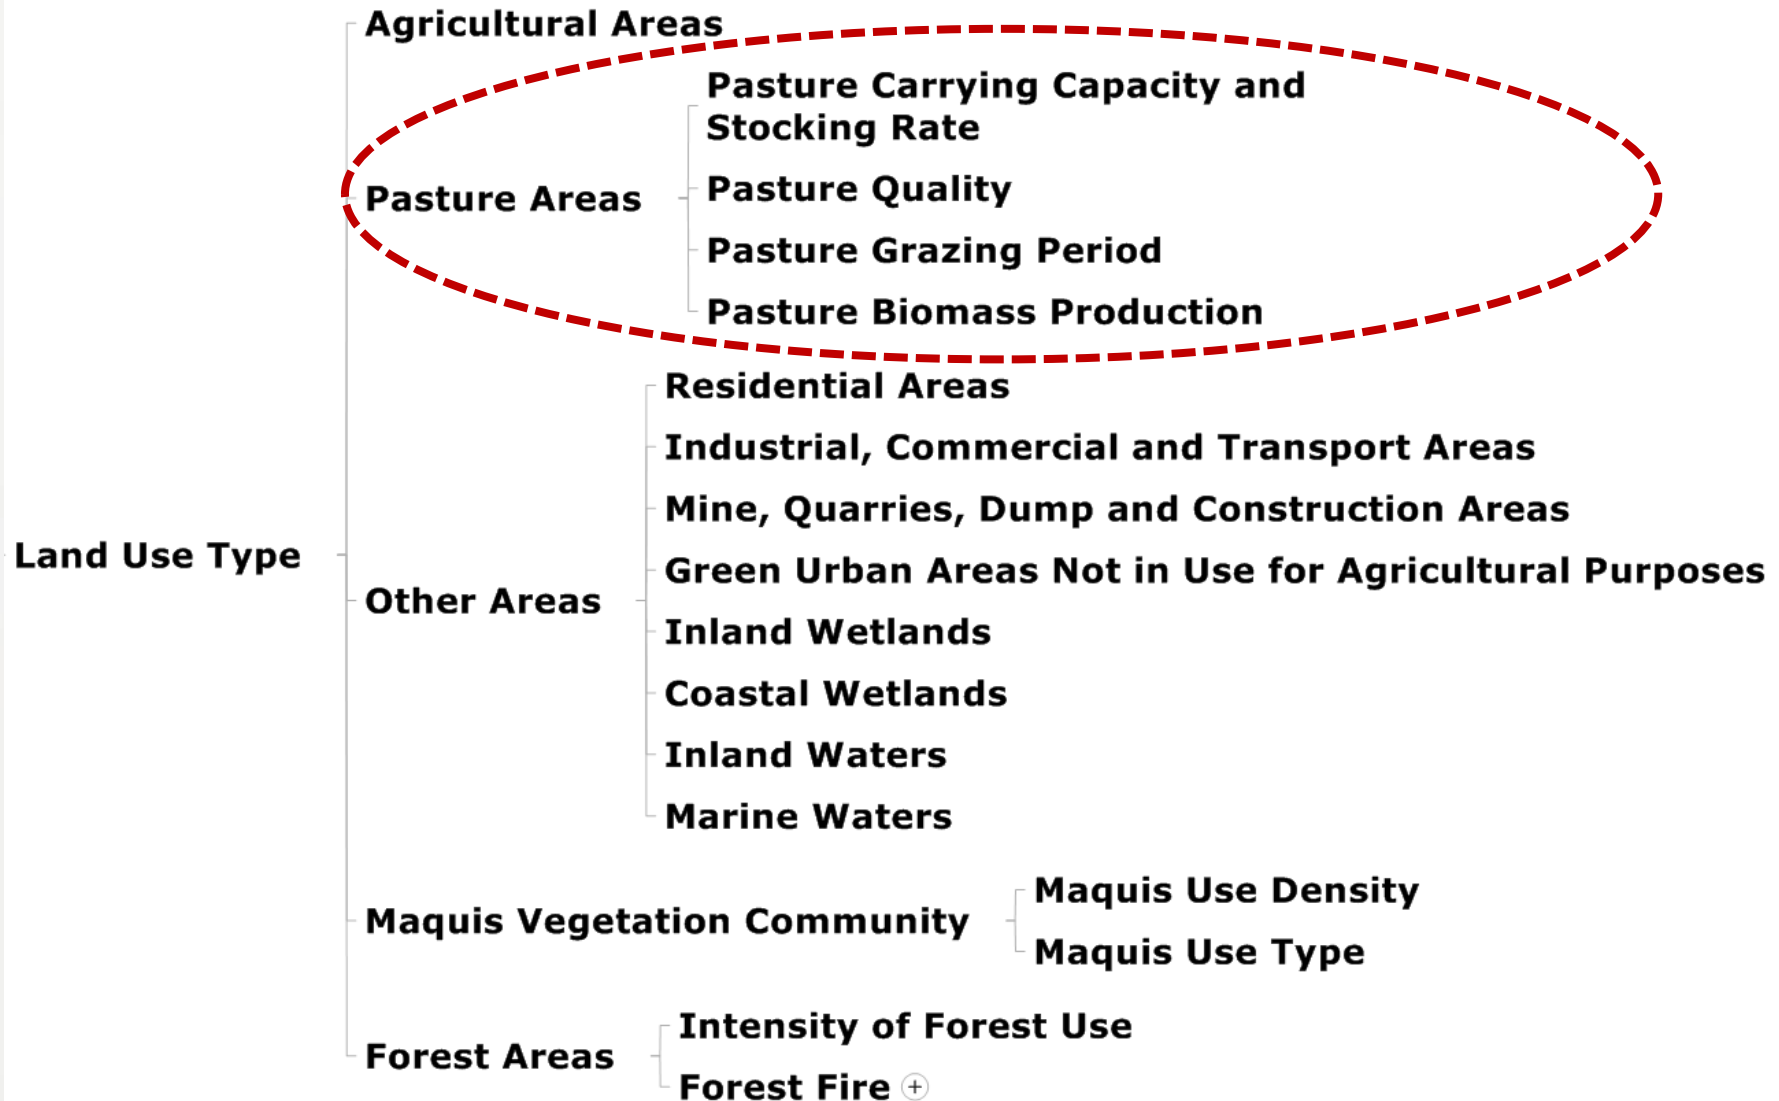 Agricultural Areas
Pasture Carrying Capacity and
Stocking Rate
Pasture Areas
Pasture Quality
Pasture Grazing Period
Pasture Biomass Production
Residential Areas
Industrial, Commercial and Transport Areas
Mine, Quarries, Dump and Construction Areas
Land Use Type
Green Urban Areas Not in Use for Agricultural Purposes
Other Areas
Inland Wetlands
Coastal Wetlands
Inland Waters
Marine Waters
Maquis Vegetation Community
Maquis Use Density
Maquis Use Type
Forest Areas
Intensity of Forest Use
Forest Fire +